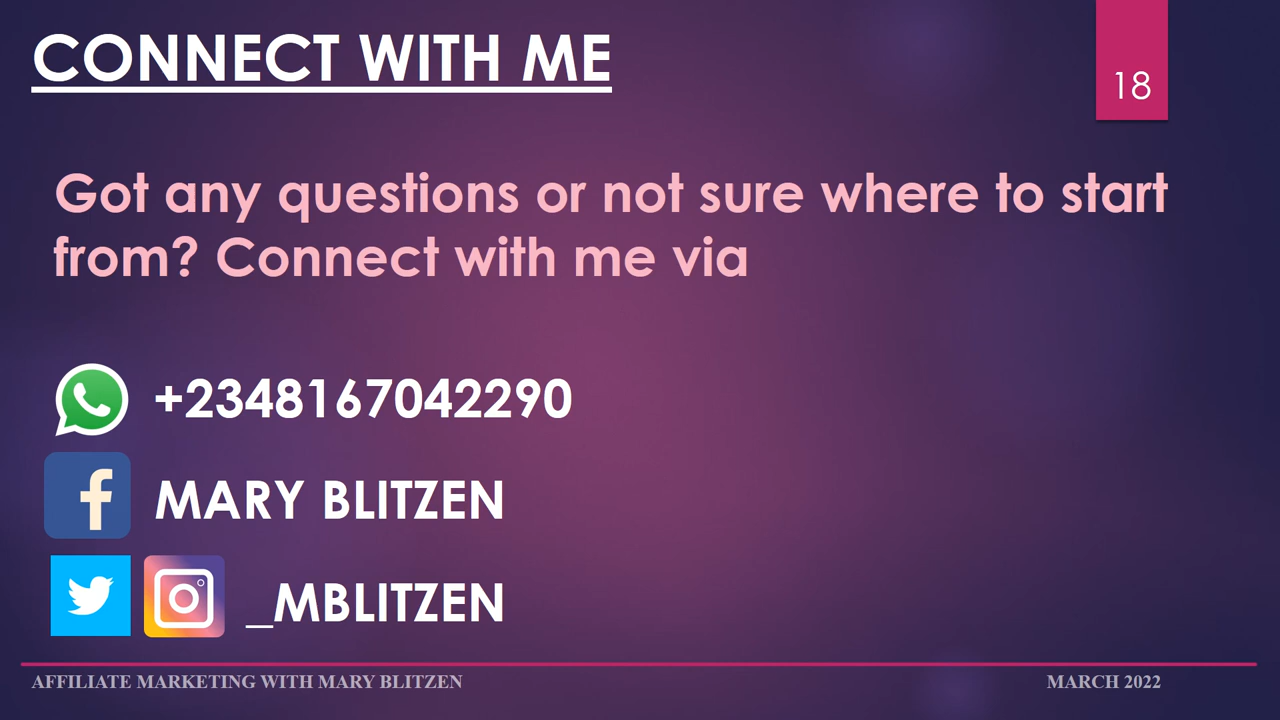 CONNECT WITH ME
18
Got any questions or not sure where to start
from? Connect with me via
+2348167042290
MARY BLITZEN
_MBLITZEN
AFFILIATE MARKETING WITH MARY BLITZEN
MARCH 2022